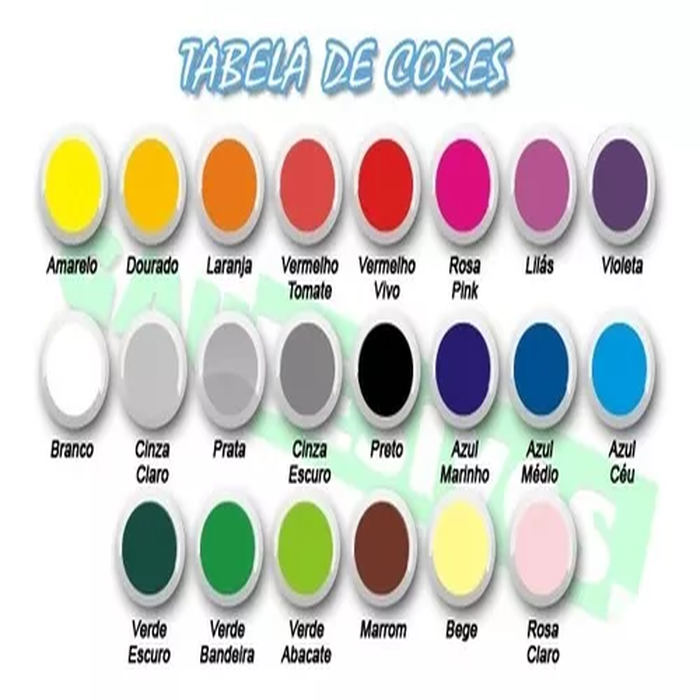 TABELA DE CORES
Amarelo Dourado Laranja Vermelho Tomate Vermelho Vivo Rosa Pink Lilás Violeta
Branco Cinza Claro Prata Cinza Escuro Preto Azul Marinho Azul Médio Azul Céu
Verde Escuro Verde Bandeira Verde Abacate Marrom Bege Rosa Claro